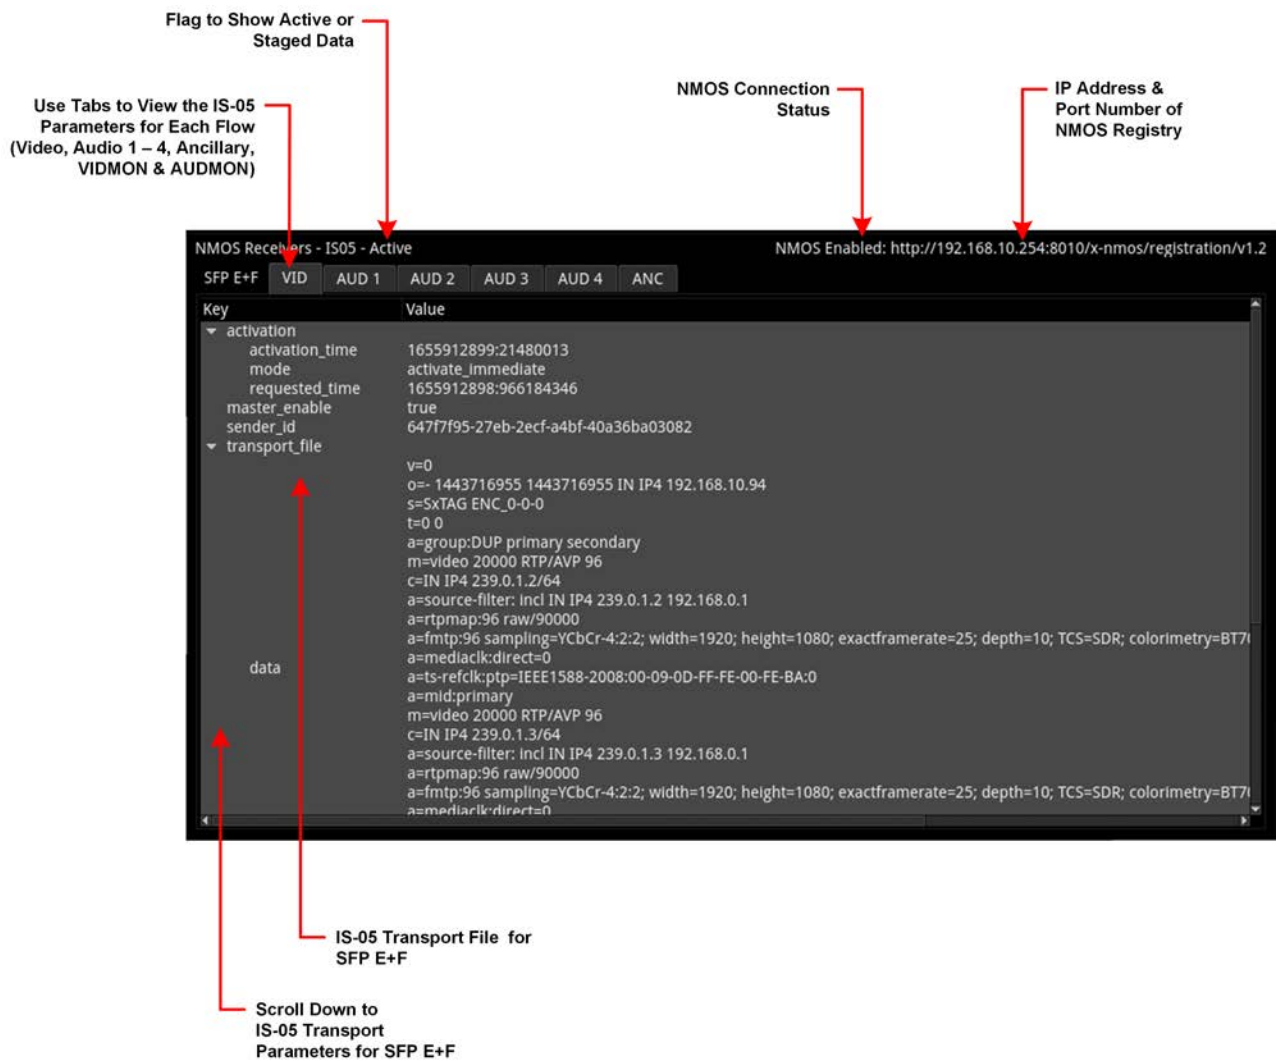 Flag to Show Active or
Staged Data
Use Tabs to View the IS-05
Parameters for Each Flow
(Video, Audio 1 – 4, Ancillary,
VIDMON & AUDMON)
NMOS Connection
Status
IP Address &
Port Number of
NMOS Registry
NMOS Receivers - IS05 - Active
NMOS Enabled: http://192.168.10.254:8010/x-nmos/registration/v1.2
SFP E+F VID AUD 1 AUD 2 AUD 3 AUD 4 ANC
Key Value
activation
activation_time 1655912899:21480013
mode activate_immediate
requested_time 1655912898:966184346
master_enable true
sender_id 647f7f95-27eb-2ecf-a4bf-40a36ba03082
transport_file
v=0
o=- 1443716955 1443716955 IN IP4 192.168.10.94
s=SxTAG ENC_0-0-0
t=0 0
a=group:DUP primary secondary
m=video 20000 RTP/AVP 96
c=IN IP4 239.0.1.2/64
a=source-filter: incl IN IP4 239.0.1.2 192.168.0.1
a=rtpmap:96 raw/90000
a=fmtp:96 sampling=YCbCr-4:2:2; width=1920; height=1080; exactframerate=25; depth=10; TCS=SDR; colorimetry=BT70
a=mediaclk:direct=0
data
a=ts-refclk:ptp=IEEE1588-2008:00-09-0D-FF-FE-00-FE-BA:0
a=mid:primary
m=video 20000 RTP/AVP 96
c=IN IP4 239.0.1.3/64
a=source-filter: incl IN IP4 239.0.1.3 192.168.0.1
a=rtpmap:96 raw/90000
a=fmtp:96 sampling=YCbCr-4:2:2; width=1920; height=1080; exactframerate=25; depth=10; TCS=SDR; colorimetry=BT70
a=mediaclk:direct=0
IS-05 Transport File for
SFP E+F
Scroll Down to
IS-05 Transport
Parameters for SFP E+F